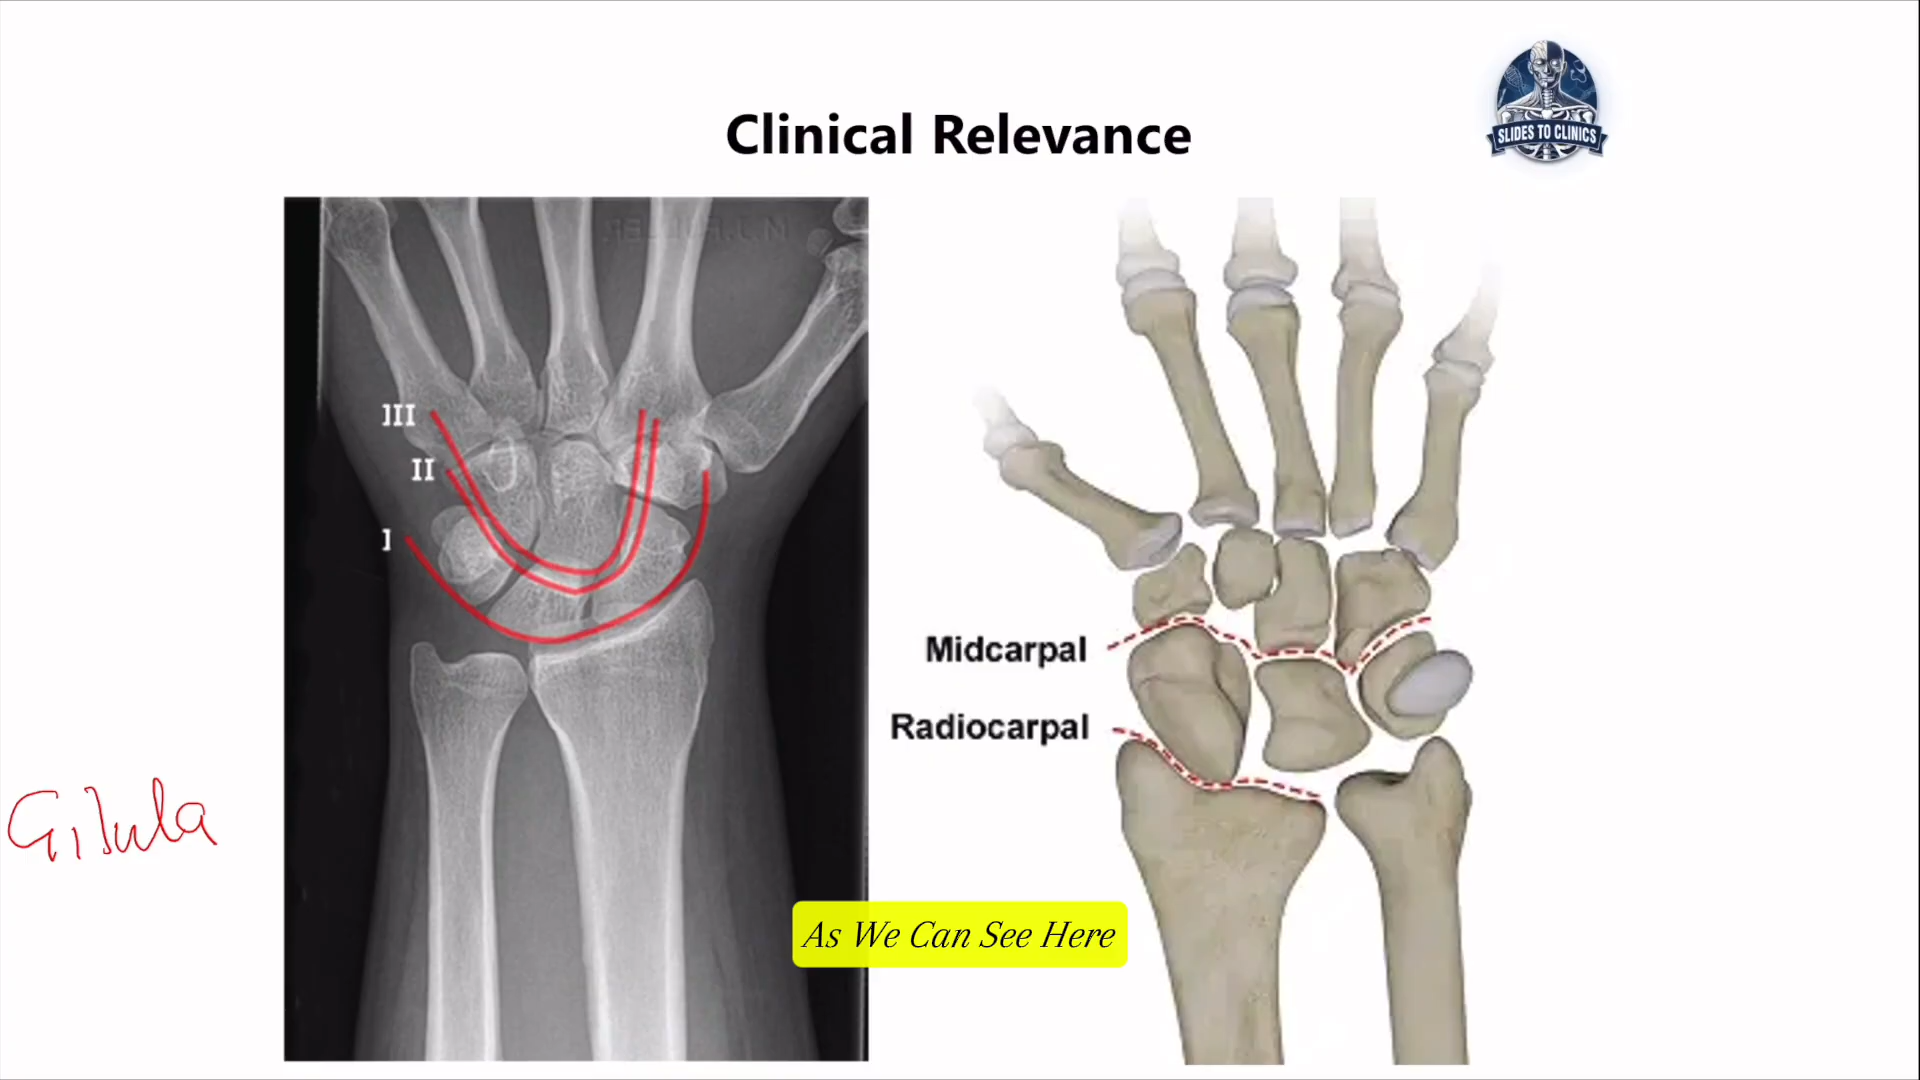 Clinical Relevance
SLIDES TO CLINICS
III
II
I
Midcarpal
Radiocarpal
Gilula
As We Can See Here